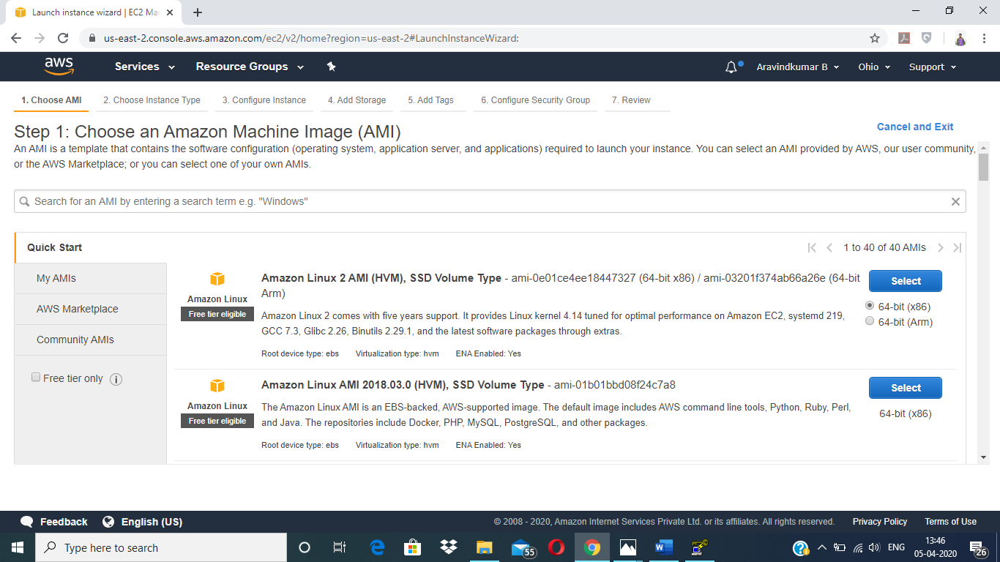 Launch instance wizard | EC2 Mar
us-east-2.console.aws.amazon.com/ec2/v2/home?region=us-east-2#LaunchInstanceWizard:
aws
Services
Resource Groups
Aravindkumar B
Ohio
Support
1. Choose AMI
2. Choose Instance Type
3. Configure Instance
4. Add Storage
5. Add Tags
6. Configure Security Group
7. Review
Step 1: Choose an Amazon Machine Image (AMI)
Cancel and Exit
An AMI is a template that contains the software configuration (operating system, application server, and applications) required to launch your instance. You can select an AMI provided by AWS, our user community,
or the AWS Marketplace; or you can select one of your own AMIs.
Search for an AMI by entering a search term e.g. "Windows"
Quick Start
1 to 40 of 40 AMIs
My AMIs
AWS Marketplace
Community AMIs
Free tier only
Amazon Linux
Free tier eligible
Amazon Linux 2 AMI (HVM), SSD Volume Type - ami-0e01ce4ee18447327 (64-bit x86) / ami-03201f374ab66a26e (64-bit
Arm)
Amazon Linux 2 comes with five years support. It provides Linux kernel 4.14 tuned for optimal performance on Amazon EC2, systemd 219,
GCC 7.3, Glibc 2.26, Binutils 2.29.1, and the latest software packages through extras.
Root device type: ebs
Virtualization type: hvm
ENA Enabled: Yes
Select
64-bit (x86)
64-bit (Arm)
Amazon Linux
Free tier eligible
Amazon Linux AMI 2018.03.0 (HVM), SSD Volume Type - ami-01b01bbd08f24c7a8
The Amazon Linux AMI is an EBS-backed, AWS-supported image. The default image includes AWS command line tools, Python, Ruby, Perl,
and Java. The repositories include Docker, PHP, MySQL, PostgreSQL, and other packages.
Root device type: ebs
Virtualization type: hvm
ENA Enabled: Yes
Select
64-bit (x86)
Feedback
English (US)
© 2008 - 2020, Amazon Internet Services Private Ltd. or its affiliates. All rights reserved.
Privacy Policy
Terms of Use
Type here to search
55
ENG
13:46
05-04-2020
26